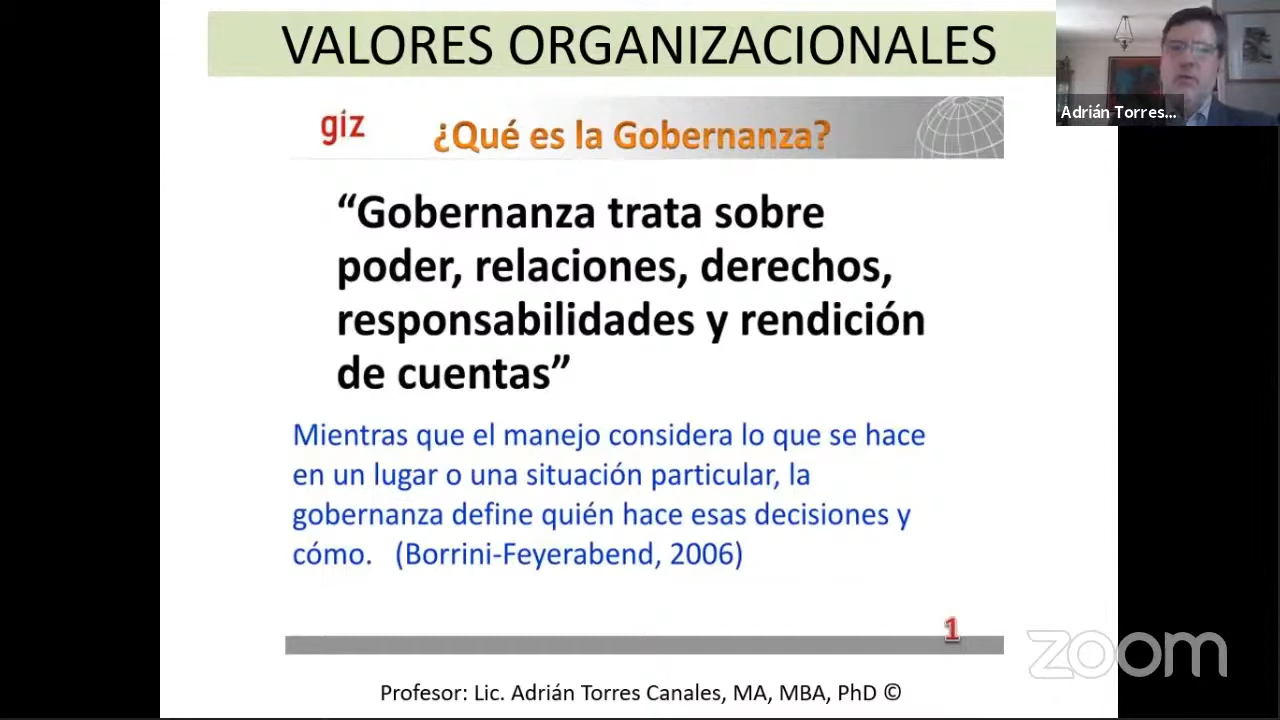 VALORES ORGANIZACIONALES
Adrián Torres...
giz
¿Qué es la Gobernanza?
“Gobernanza trata sobre
poder, relaciones, derechos,
responsabilidades y rendición
de cuentas”
Mientras que el manejo considera lo que se hace
en un lugar o una situación particular, la
gobernanza define quién hace esas decisiones y
cómo. (Borrini-Feyerabend, 2006)
1
zoom
Profesor: Lic. Adrián Torres Canales, MA, MBA, PhD ©